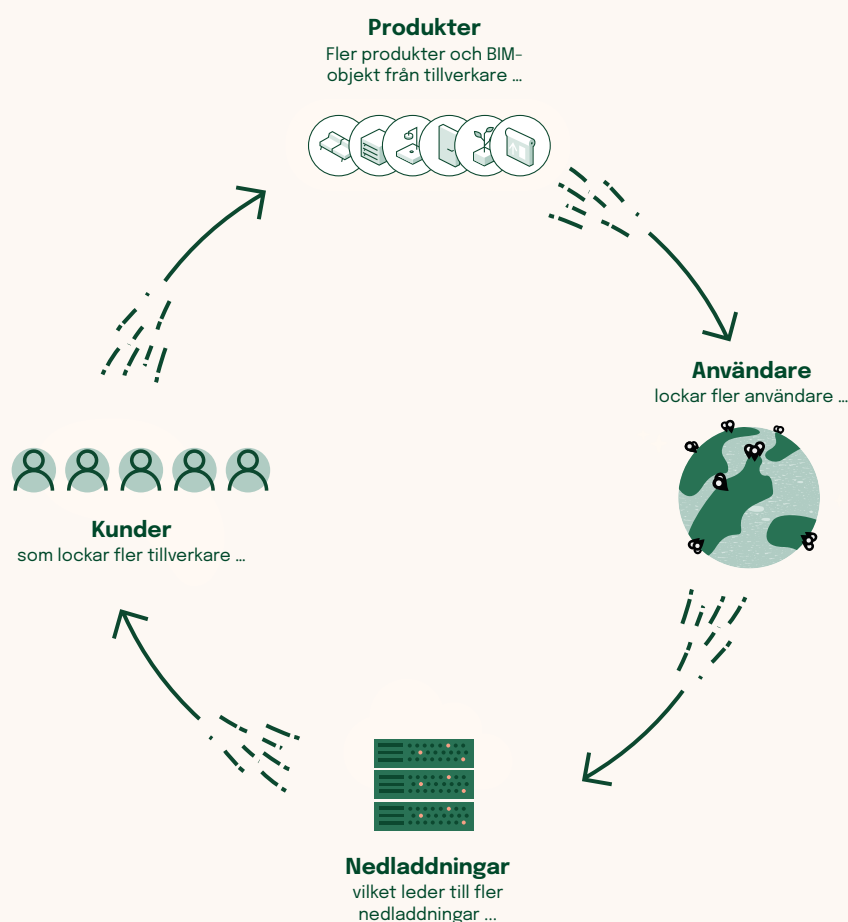 Produkter
Fler produkter och BIM-
objekt från tillverkare ...
Användare
lockar fler användare ...
Kunder
som lockar fler tillverkare ...
Nedladdningar
vilket leder till fler
nedladdningar ...